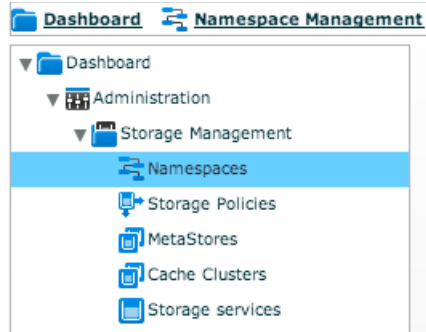 Dashboard Namespace Management
Dashboard
Administration
Storage Management
Namespaces
Storage Policies
MetaStores
Cache Clusters
Storage services